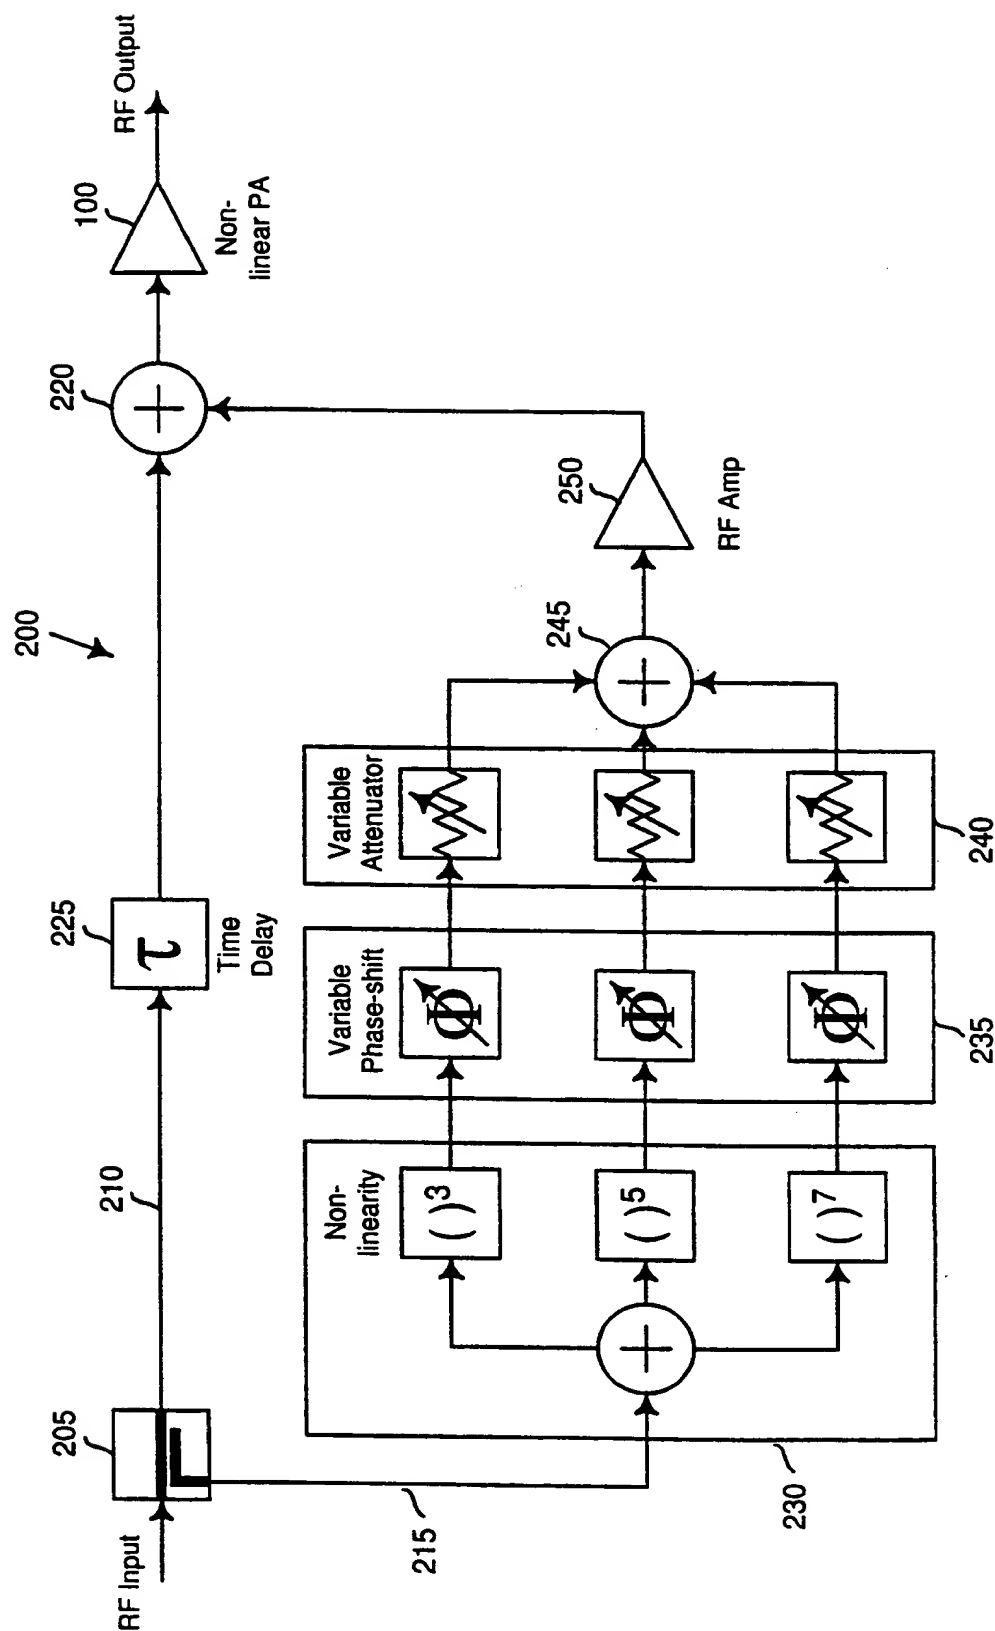 200
RF Input
205
210
225
τ
Time
Delay
220
100
Non-
linear PA
RF Output
215
230
Non-
linearity
( )3
( )5
( )7
Variable
Phase-shift
Φ
Φ
Φ
235
Variable
Attenuator
240
245
250
RF Amp